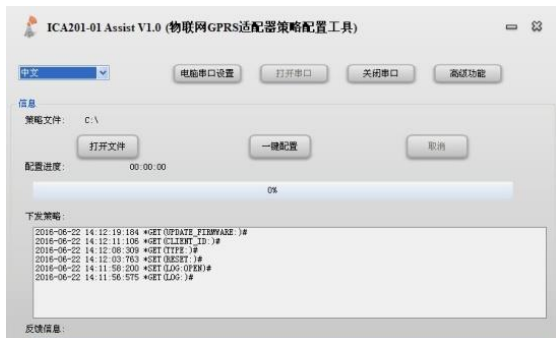 ICA201-01 Assist V1.0 (物联网GPRS适配器策略配置工具)
中文 电脑串口设置 打开串口 关闭串口 高级功能
信息
策略文件: C:\
打开文件 一键配置 取消
配置进度: 00:00:00
0%
下发策略:
2016-06-22 14:12:19:184 *GET(UPDATE_FIRMWARE:)#
2016-06-22 14:12:11:106 *GET(CLIENT_ID:)#
2016-06-22 14:12:08:309 *GET(TYPE:)#
2016-06-22 14:12:03:763 *SET(RESET:)#
2016-06-22 14:11:58:200 *SET(LOG:OPEN)#
2016-06-22 14:11:56:575 *GET(LOG:)#
反馈信息: